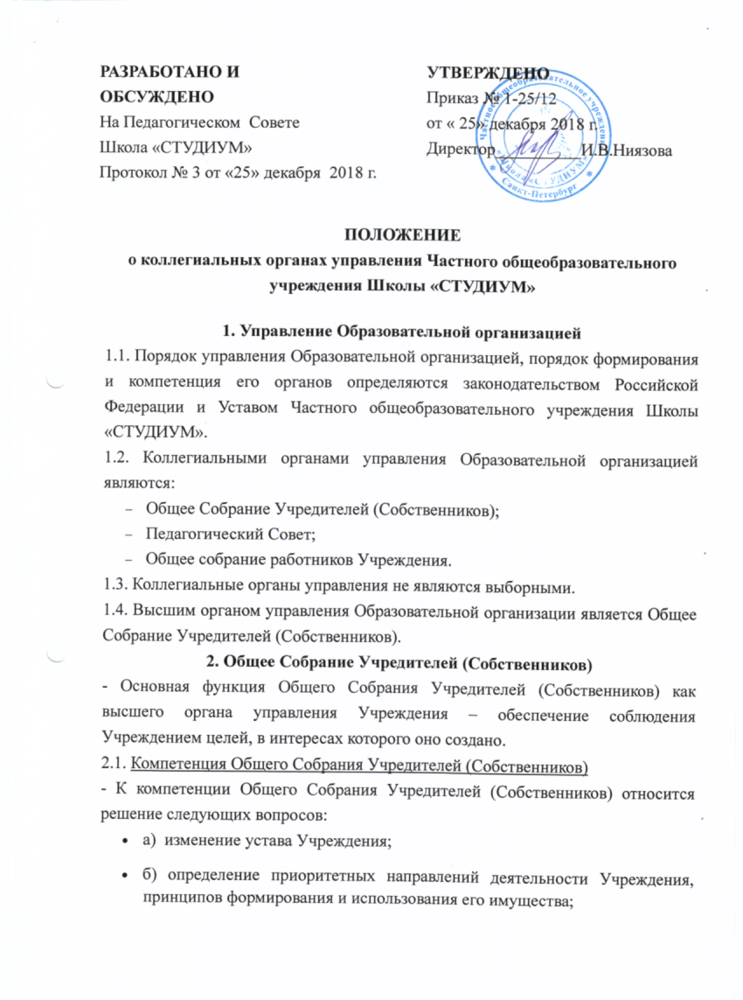 РАЗРАБОТАНО И
ОБСУЖДЕНО
На Педагогическом Совете
Школа «СТУДИУМ»
Протокол № 3 от «25» декабря 2018 г.
УТВЕРЖДЕНО
Приказ № 1-25/12
от « 25» декабря 2018 г.
Директор__________И.В.Ниязова
Частное общеобразовательное учреждение
Школа «СТУДИУМ»
* Санкт-Петербург *
ПОЛОЖЕНИЕ
о коллегиальных органах управления Частного общеобразовательного
учреждения Школы «СТУДИУМ»
1. Управление Образовательной организацией
1.1. Порядок управления Образовательной организацией, порядок формирования
и компетенция его органов определяются законодательством Российской
Федерации и Уставом Частного общеобразовательного учреждения Школы
«СТУДИУМ».
1.2. Коллегиальными органами управления Образовательной организацией
являются:
– Общее Собрание Учредителей (Собственников);
– Педагогический Совет;
– Общее собрание работников Учреждения.
1.3. Коллегиальные органы управления не являются выборными.
1.4. Высшим органом управления Образовательной организации является Общее
Собрание Учредителей (Собственников).
2. Общее Собрание Учредителей (Собственников)
- Основная функция Общего Собрания Учредителей (Собственников) как
высшего органа управления Учреждения – обеспечение соблюдения
Учреждением целей, в интересах которого оно создано.
2.1. Компетенция Общего Собрания Учредителей (Собственников)
- К компетенции Общего Собрания Учредителей (Собственников) относится
решение следующих вопросов:
• а) изменение устава Учреждения;
• б) определение приоритетных направлений деятельности Учреждения,
принципов формирования и использования его имущества;